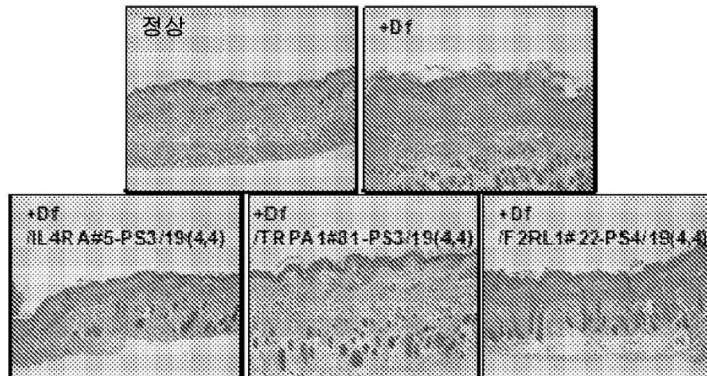 정상
+Df
+Df
/IL4RA#5-PS3/19(4,4)
+Df
/TRPA1#81-PS3/19(4,4)
+Df
/F2RL1#22-PS4/19(4,4)